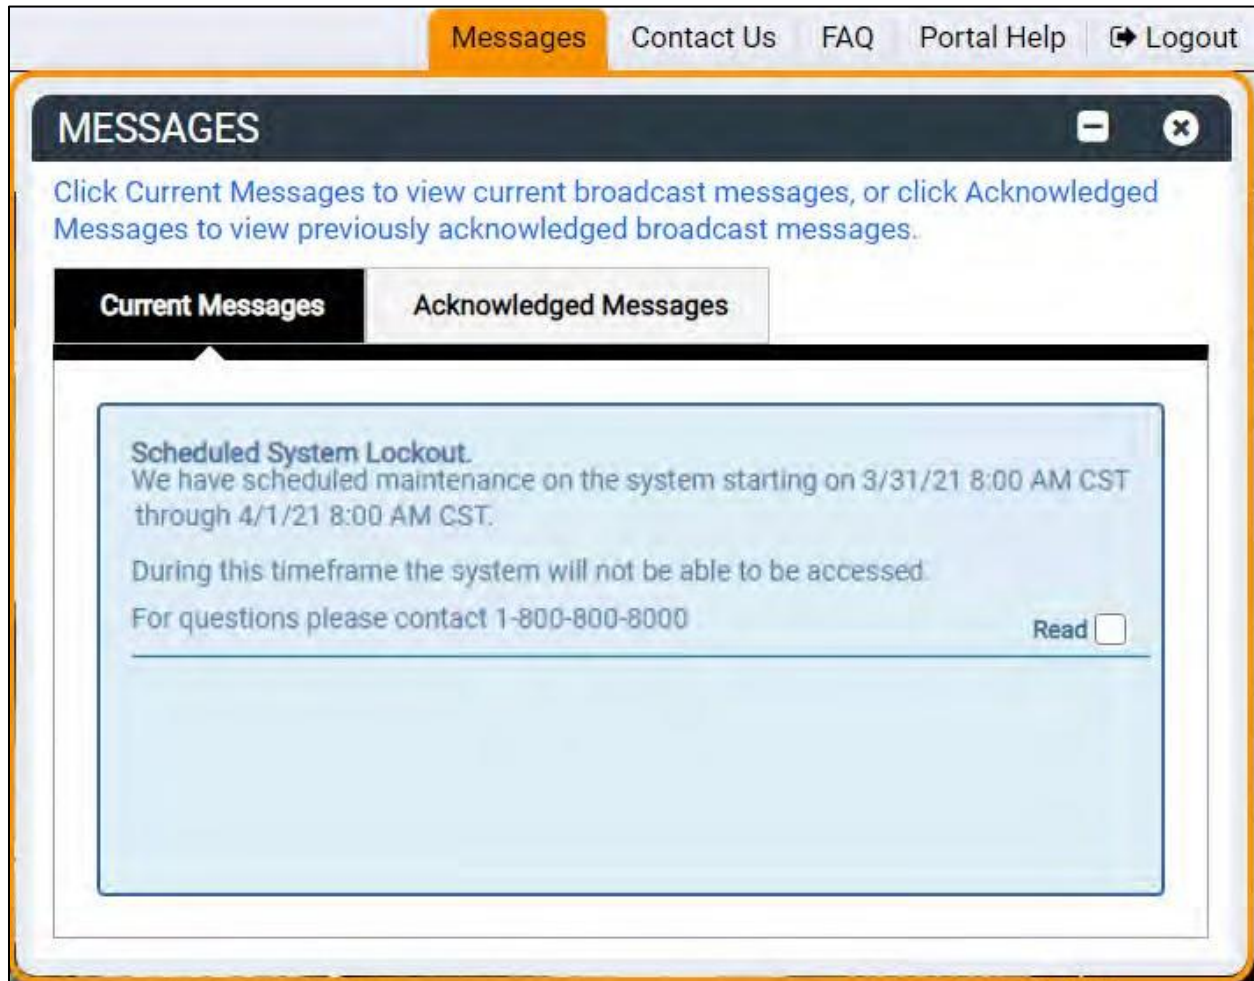 Messages Contact Us FAQ Portal Help Logout
MESSAGES
Click Current Messages to view current broadcast messages, or click Acknowledged
Messages to view previously acknowledged broadcast messages.
Current Messages Acknowledged Messages
Scheduled System Lockout.
We have scheduled maintenance on the system starting on 3/31/21 8:00 AM CST
through 4/1/21 8:00 AM CST.
During this timeframe the system will not be able to be accessed.
For questions please contact 1-800-800-8000
Read